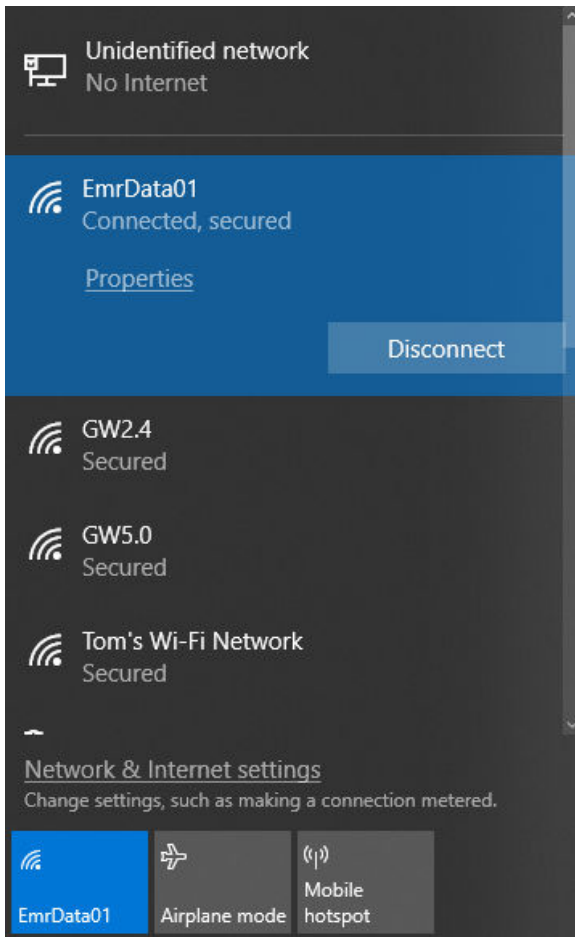 Unidentified network
No Internet
EmrData01
Connected, secured
Properties
Disconnect
GW2.4
Secured
GW5.0
Secured
Tom's Wi-Fi Network
Secured
Network & Internet settings
Change settings, such as making a connection metered.
EmrData01
Airplane mode
Mobile
hotspot